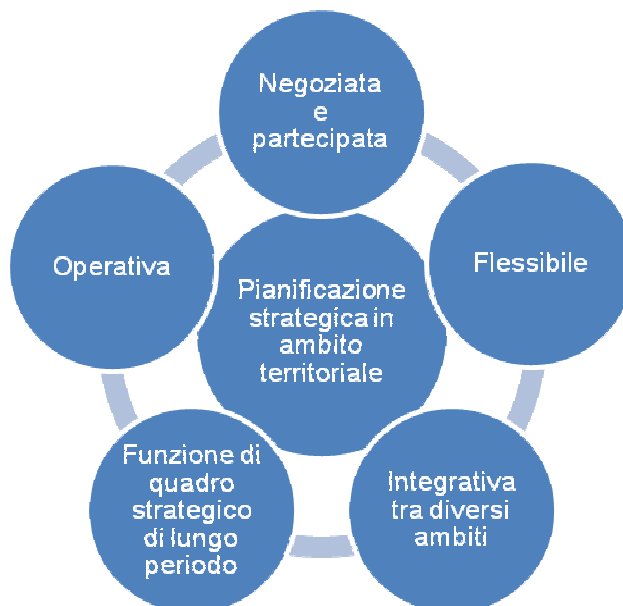 Negoziata
e
partecipata
Flessibile
Integrativa
tra diversi
ambiti
Funzione di
quadro
strategico
di lungo
periodo
Operativa
Pianificazione
strategica in
ambito
territoriale